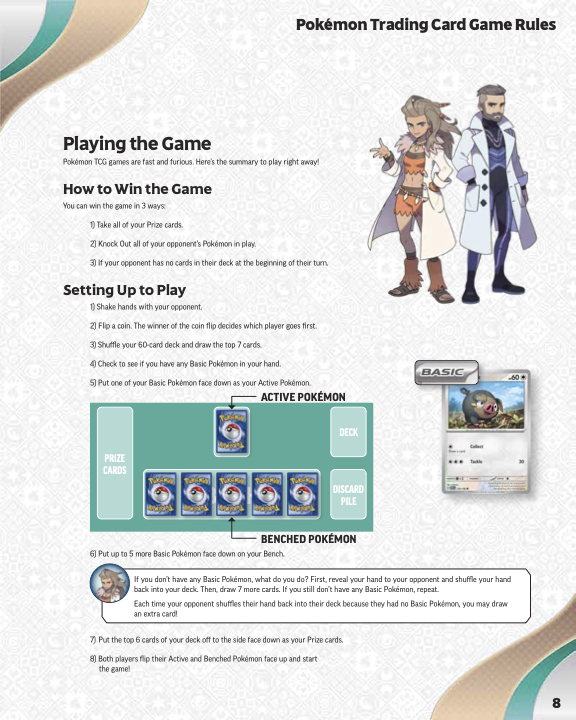 Pokémon Trading Card Game Rules
Playing the Game
Pokémon TCG games are fast and furious. Here's the summary to play right away!
How to Win the Game
You can win the game in 3 ways:
1) Take all of your Prize cards.
2) Knock Out all of your opponent's Pokémon in play.
3) If your opponent has no cards in their deck at the beginning of their turn.
Setting Up to Play
1) Shake hands with your opponent.
2) Flip a coin. The winner of the coin flip decides which player goes first.
3) Shuffle your 60-card deck and draw the top 7 cards.
4) Check to see if you have any Basic Pokémon in your hand.
5) Put one of your Basic Pokémon face down as your Active Pokémon.
BASIC
60
Collect
Draw a card.
Tackle 30
ACTIVE POKÉMON
PRIZE
CARDS
DECK
DISCARD
PILE
BENCHED POKÉMON
6) Put up to 5 more Basic Pokémon face down on your Bench.
If you don't have any Basic Pokémon, what do you do? First, reveal your hand to your opponent and shuffle your hand
back into your deck. Then, draw 7 more cards. If you still don't have any Basic Pokémon, repeat.
Each time your opponent shuffles their hand back into their deck because they had no Basic Pokémon, you may draw
an extra card!
7) Put the top 6 cards of your deck off to the side face down as your Prize cards.
8) Both players flip their Active and Benched Pokémon face up and start
the game!
8